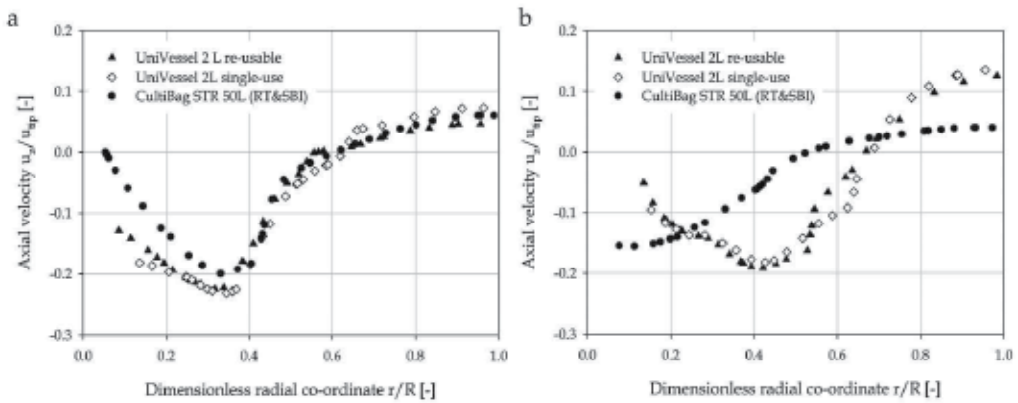 a
0.2
0.1
0.0
-0.1
-0.2
-0.3
Axial velocity uz/utip [-]
▲ UniVessel 2 L re-usable
◇ UniVessel 2L single-use
● CultiBag STR 50L (RT&SBI)
0.0 0.2 0.4 0.6 0.8 1.0
Dimensionless radial co-ordinate r/R [-]
b
0.2
0.1
0.0
-0.1
-0.2
-0.3
Axial velocity uz/utip [-]
▲ UniVessel 2L re-usable
◇ UniVessel 2L single-use
● CultiBag STR 50L (RT&SBI)
0.0 0.2 0.4 0.6 0.8 1.0
Dimensionless radial co-ordinate r/R [-]